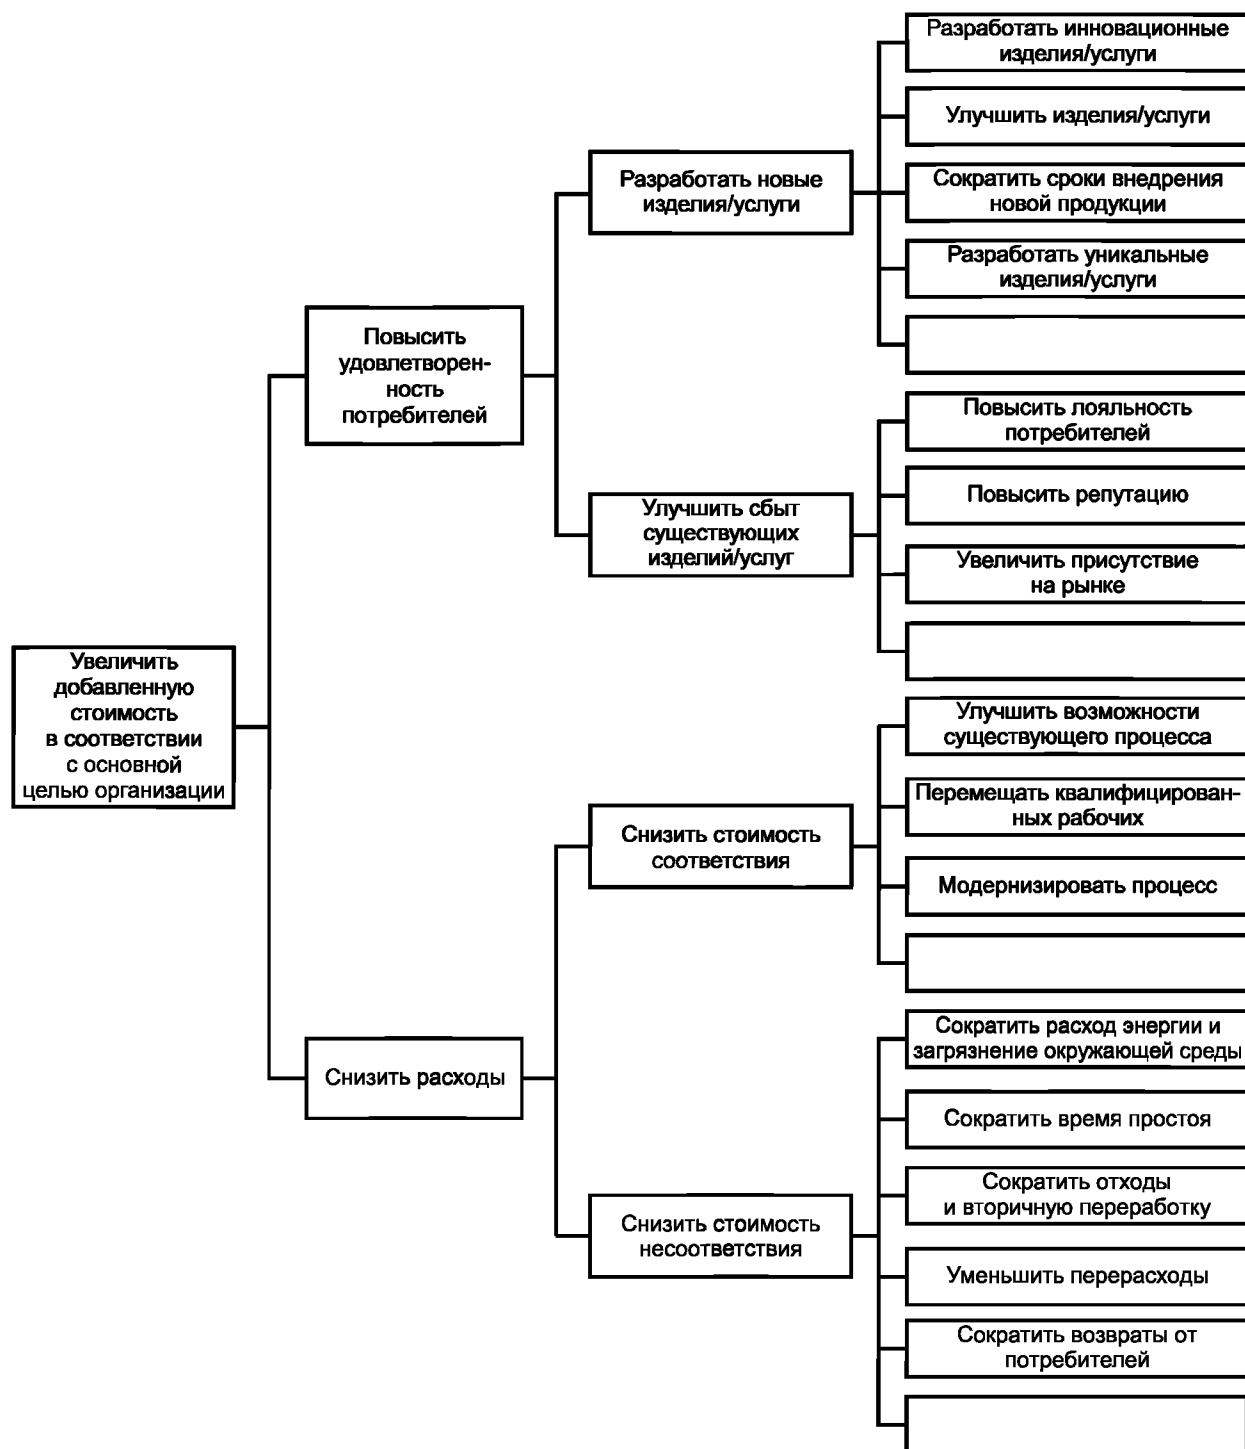 Разработать инновационные
изделия/услуги
Улучшить изделия/услуги
Разработать новые
изделия/услуги
Сократить сроки внедрения
новой продукции
Разработать уникальные
изделия/услуги
Повысить
удовлетворен-
ность
потребителей
Повысить лояльность
потребителей
Повысить репутацию
Улучшить сбыт
существующих
изделий/услуг
Увеличить присутствие
на рынке
Увеличить
добавленную
стоимость
в соответствии
с основной
целью организации
Улучшить возможности
существующего процесса
Перемещать квалифицирован-
ных рабочих
Снизить стоимость
соответствия
Модернизировать процесс
Снизить расходы
Сократить расход энергии и
загрязнение окружающей среды
Сократить время простоя
Сократить отходы
и вторичную переработку
Снизить стоимость
несоответствия
Уменьшить перерасходы
Сократить возвраты от
потребителей